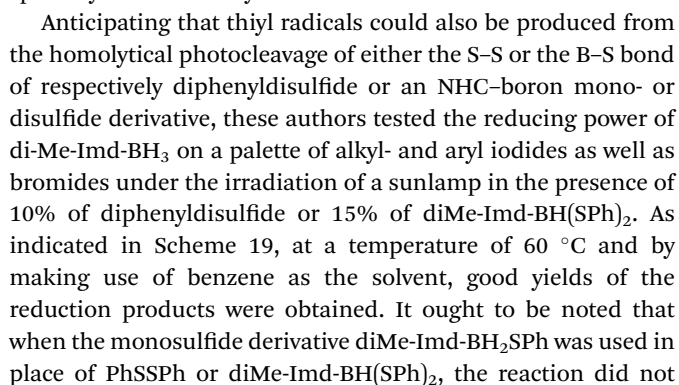 Anticipating that thiyl radicals could also be produced from
the homolytical photocleavage of either the S–S or the B–S bond
of respectively diphenyldisulfide or an NHC–boron mono- or
disulfide derivative, these authors tested the reducing power of
di-Me-Imd-BH₃ on a palette of alkyl- and aryl iodides as well as
bromides under the irradiation of a sunlamp in the presence of
10% of diphenyldisulfide or 15% of diMe-Imd-BH(SPh)₂. As
indicated in Scheme 19, at a temperature of 60 °C and by
making use of benzene as the solvent, good yields of the
reduction products were obtained. It ought to be noted that
when the monosulfide derivative diMe-Imd-BH₂SPh was used in
place of PhSSPh or diMe-Imd-BH(SPh)₂, the reaction did not